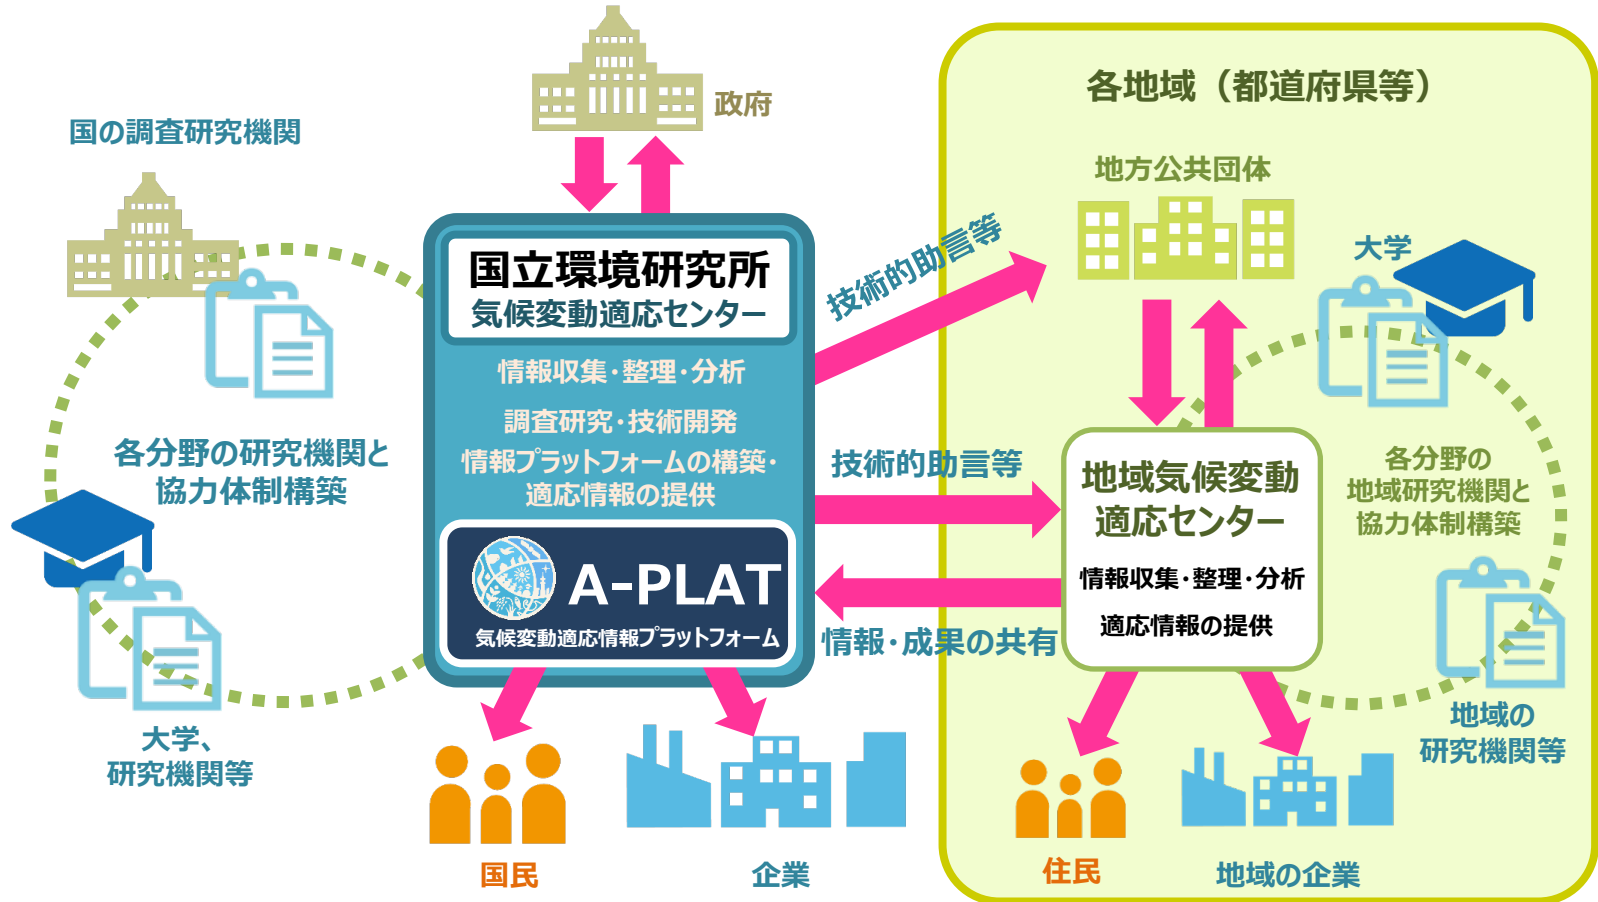 政府
国の調査研究機関
国立環境研究所
気候変動適応センター
情報収集・整理・分析
調査研究・技術開発
情報プラットフォームの構築・
適応情報の提供
A-PLAT
気候変動適応情報プラットフォーム
各分野の研究機関と
協力体制構築
大学、
研究機関等
国民
企業
技術的助言等
技術的助言等
情報・成果の共有
各地域（都道府県等）
地方公共団体
大学
地域気候変動
適応センター
情報収集・整理・分析
適応情報の提供
各分野の
地域研究機関と
協力体制構築
地域の
研究機関等
住民
地域の企業